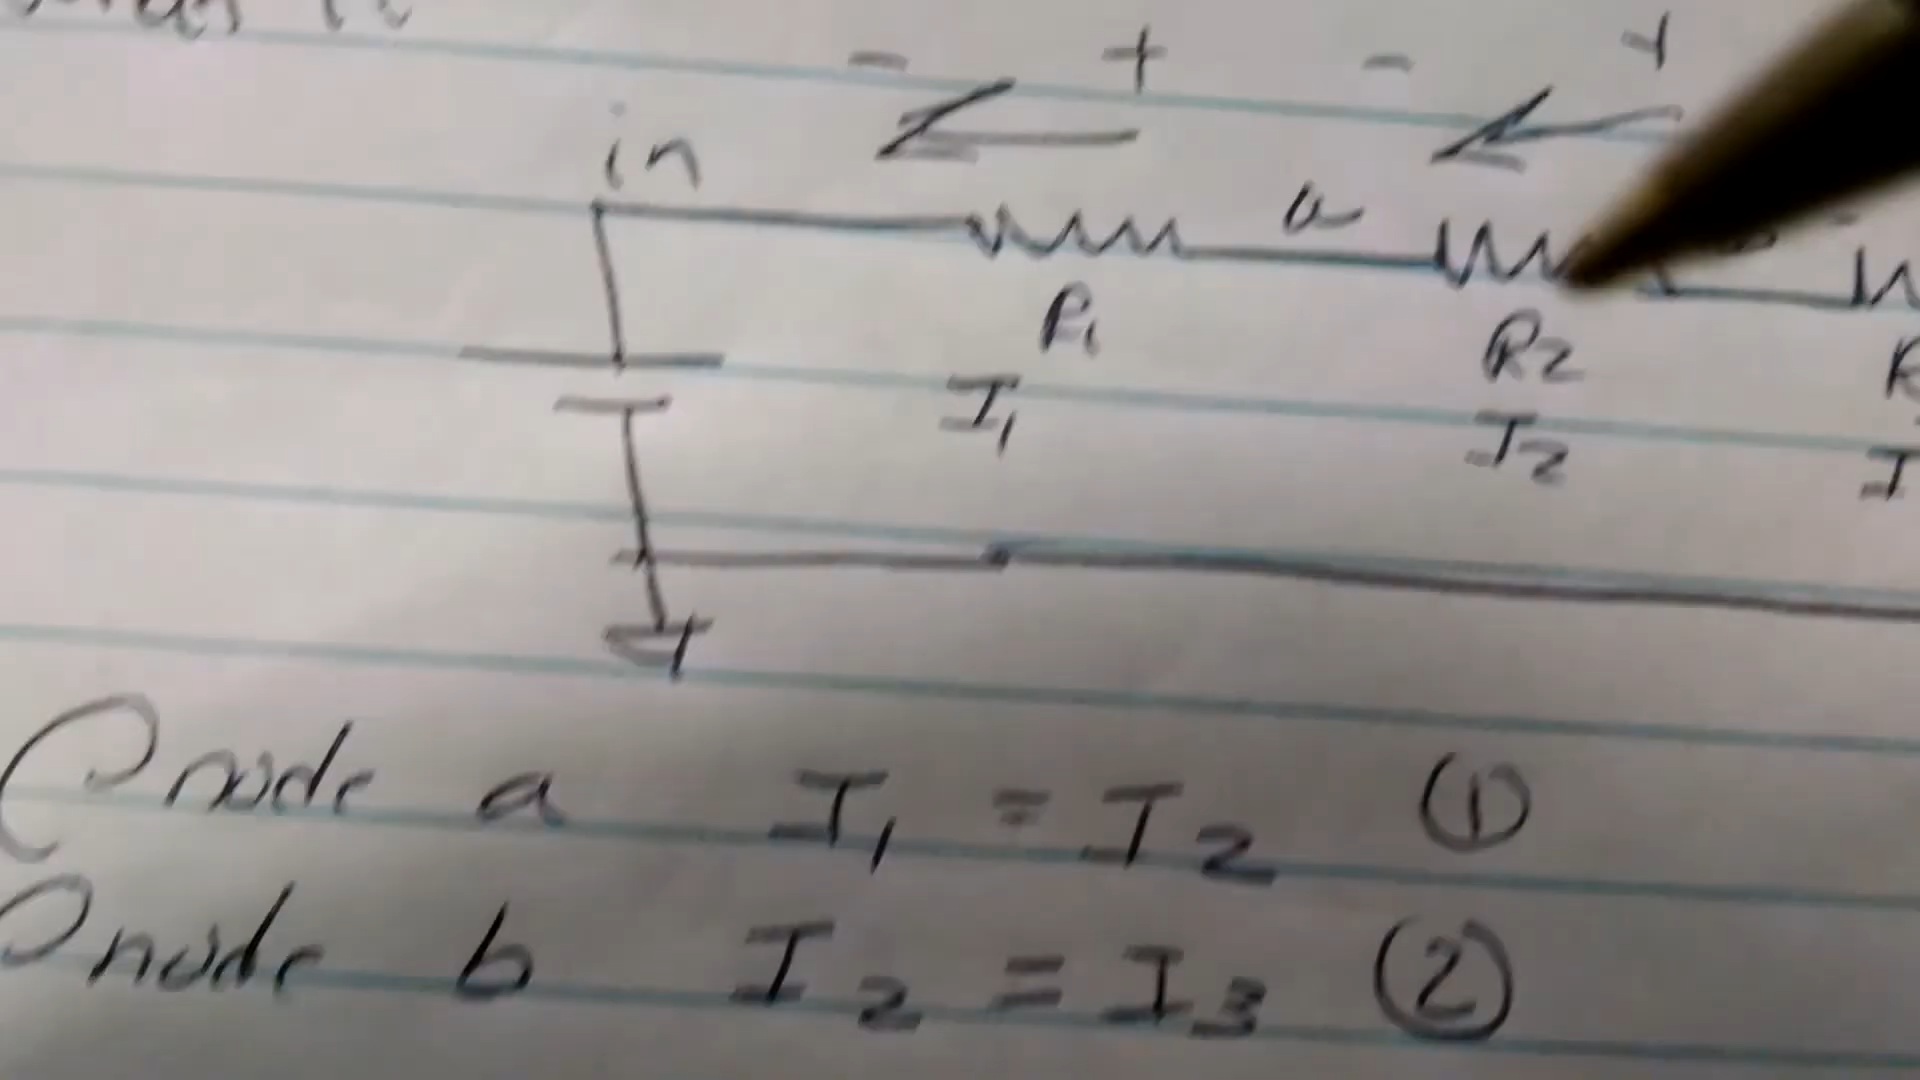 - + - +
in
a
R1
R2
I1
I2
I
@node a I1 = I2 ①
@node b I2 = I3 ②